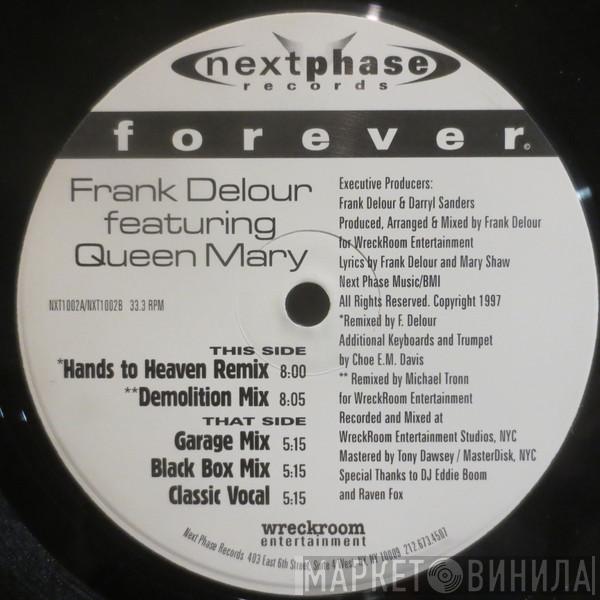 nextphase
records
forever
Frank Delour
featuring
Queen Mary
NXT1002A/NXT1002B 33.3 RPM
THIS SIDE
*Hands to Heaven Remix 8:00
**Demolition Mix 8:05
THAT SIDE
Garage Mix 5:15
Black Box Mix 5:15
Classic Vocal 5:15
Executive Producers:
Frank Delour & Darryl Sanders
Produced, Arranged & Mixed by Frank Delour
for WreckRoom Entertainment
Lyrics by Frank Delour and Mary Shaw
Next Phase Music/BMI
All Rights Reserved. Copyright 1997
*Remixed by F. Delour
Additional Keyboards and Trumpet
by Choe E.M. Davis
** Remixed by Michael Tronn
for WreckRoom Entertainment
Recorded and Mixed at
WreckRoom Entertainment Studios, NYC
Mastered by Tony Dawsey / MasterDisk, NYC
Special Thanks to DJ Eddie Boom
and Raven Fox
wreckroom
entertainment
Next Phase Records 403 East 6th Street, Suite 4 West, NY, NY 10009 212.673.4507
МАРКЕТ ВИНИЛА